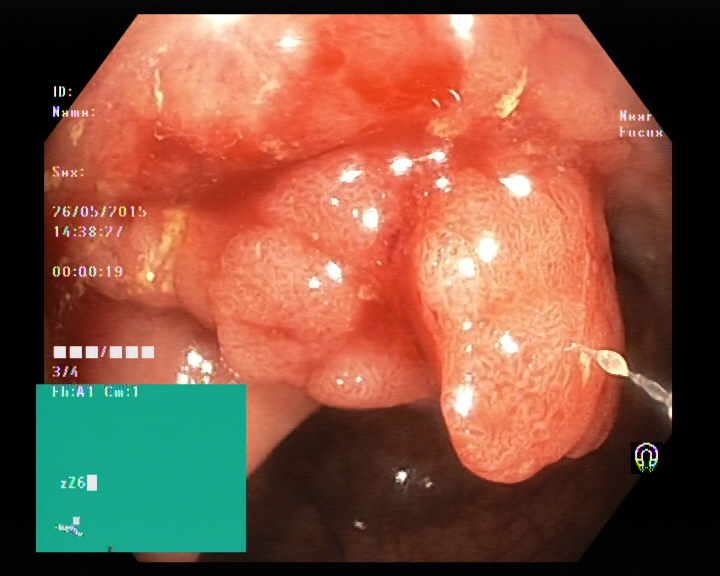 ID:
Name:
Near
Focus
Sex:
26/05/2015
14:38:27
00:00:19
■■■/■■■
3/4
Eh:A1 Cm:1
zZ6